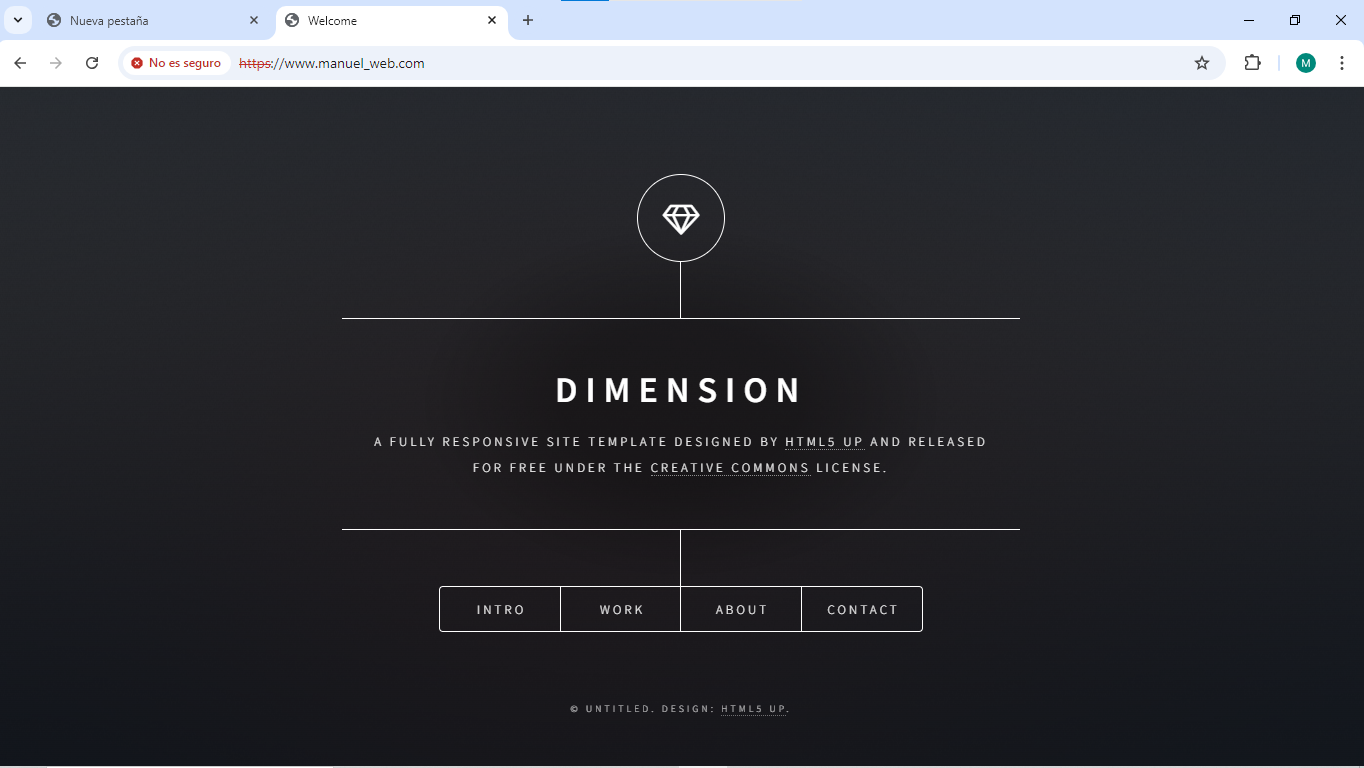 Nueva pestaña
Welcome
No es seguro
https://www.manuel_web.com
M
DIMENSION
A FULLY RESPONSIVE SITE TEMPLATE DESIGNED BY HTML5 UP AND RELEASED
FOR FREE UNDER THE CREATIVE COMMONS LICENSE.
INTRO
WORK
ABOUT
CONTACT
© UNTITLED. DESIGN: HTML5 UP.